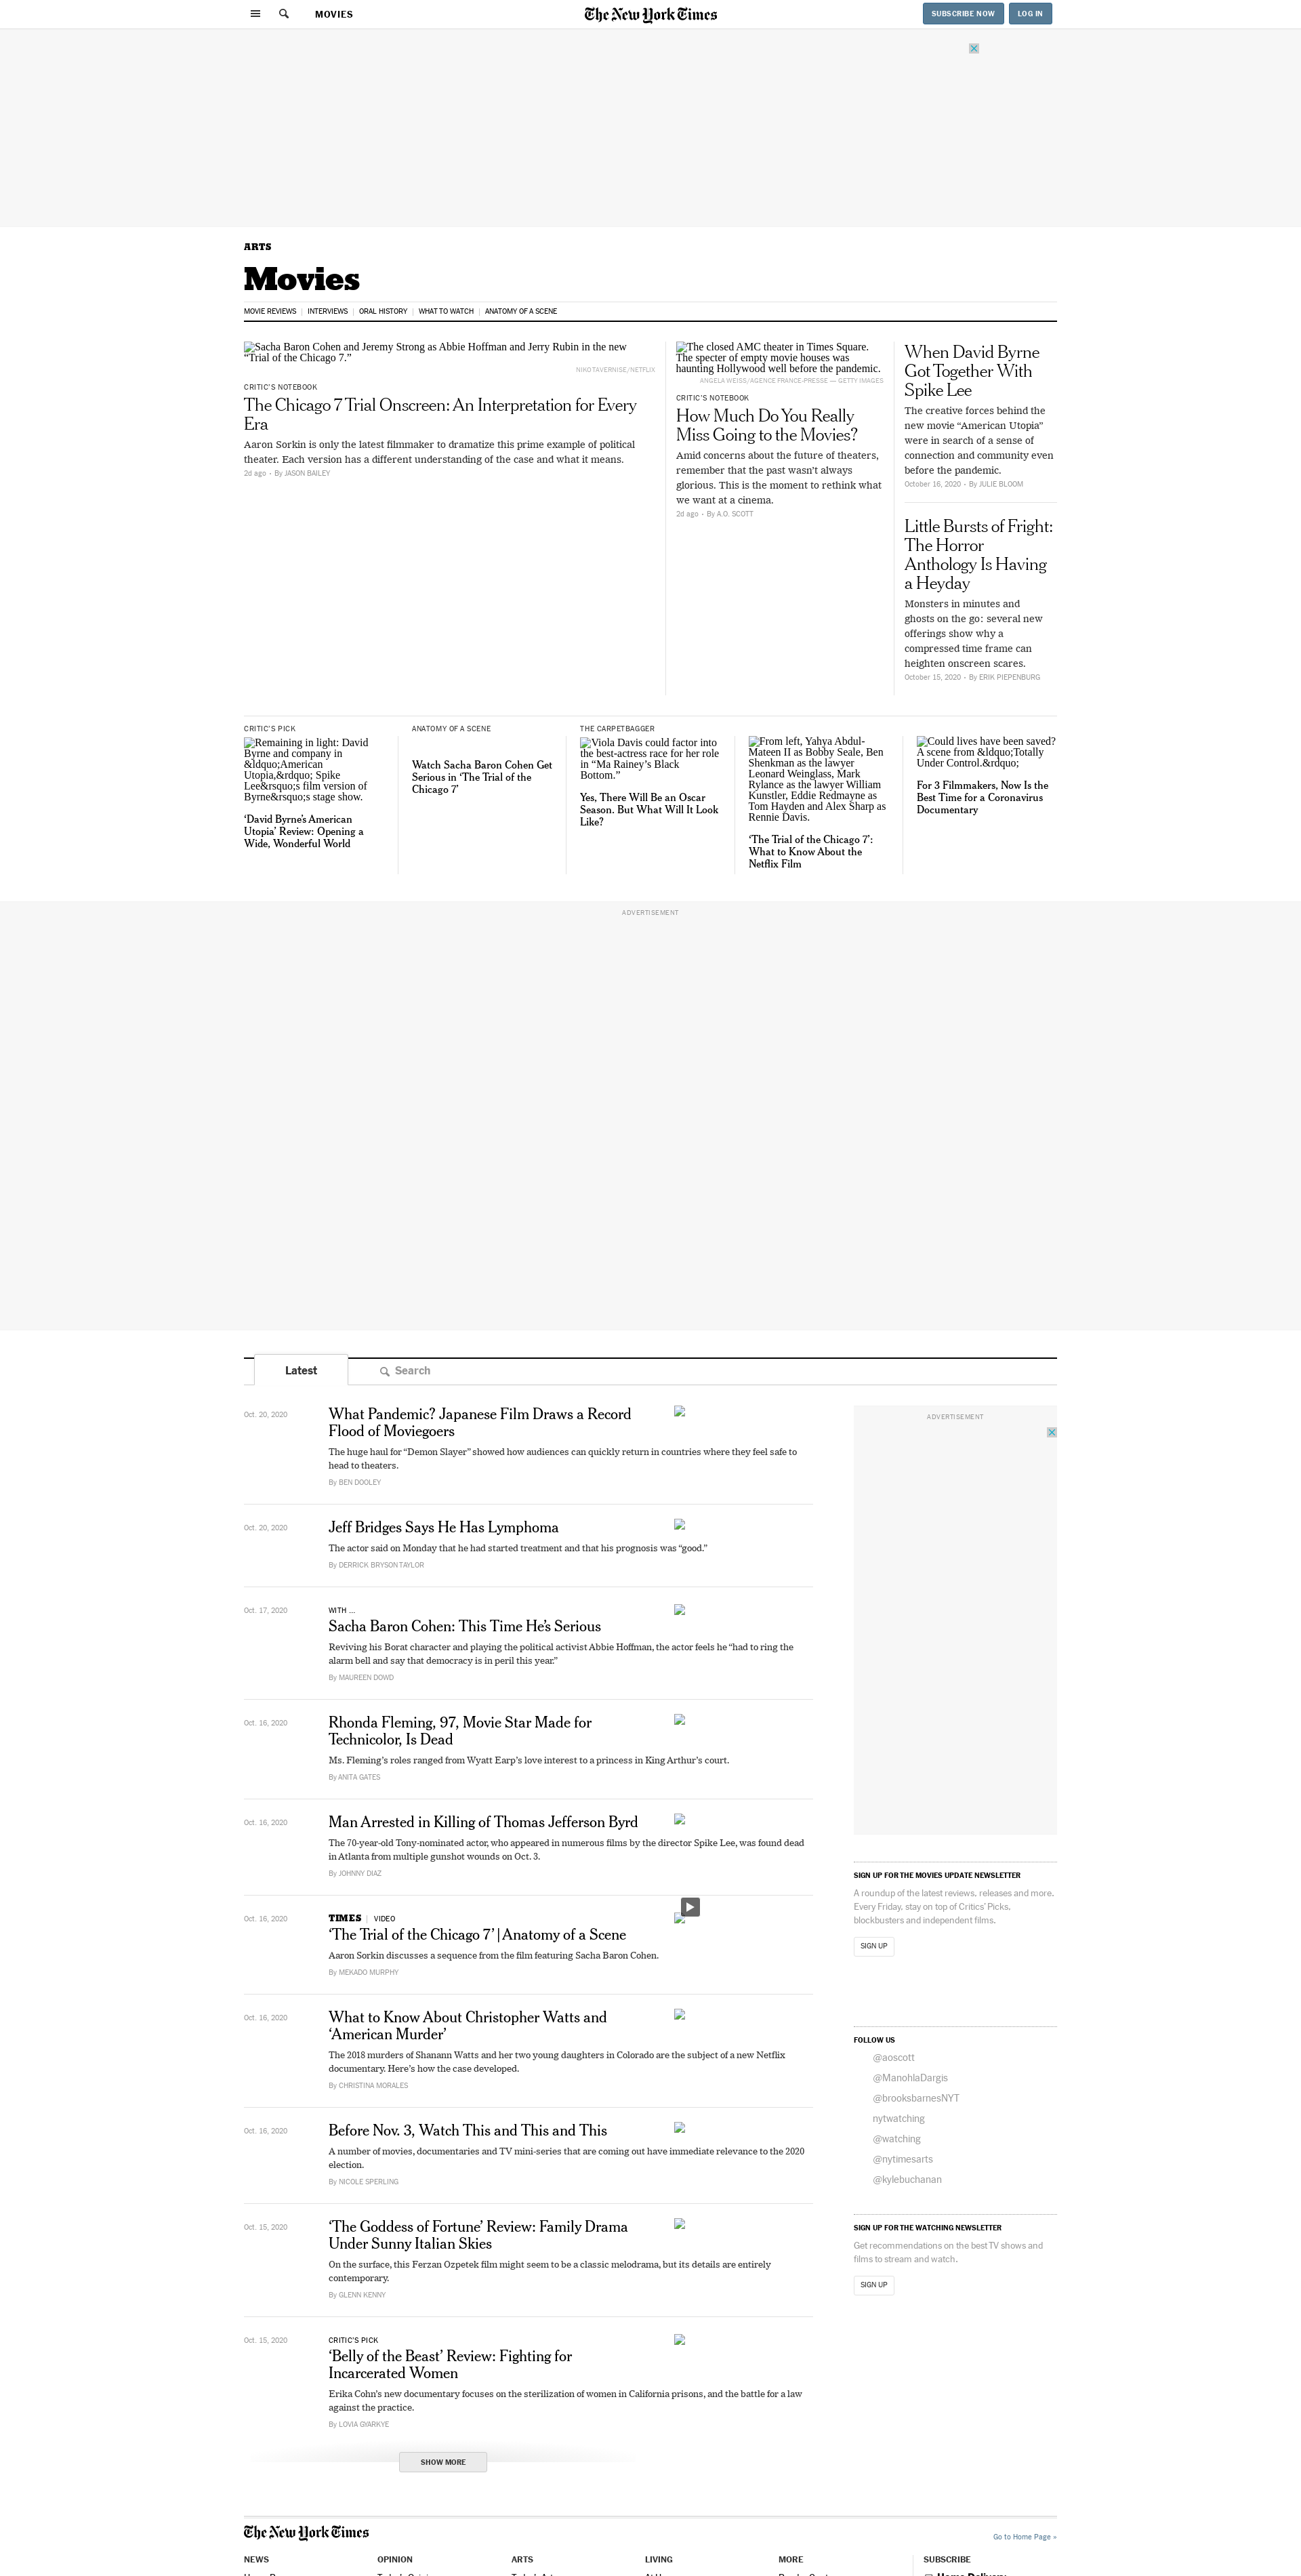 MOVIES
The New York Times
SUBSCRIBE NOW
LOG IN
ARTS
Movies
MOVIE REVIEWS
INTERVIEWS
ORAL HISTORY
WHAT TO WATCH
ANATOMY OF A SCENE
Sacha Baron Cohen and Jeremy Strong as Abbie Hoffman and Jerry Rubin in the new
“Trial of the Chicago 7.”
NIKO TAVERNISE/NETFLIX
CRITIC’S NOTEBOOK
The Chicago 7 Trial Onscreen: An Interpretation for Every
Era
Aaron Sorkin is only the latest filmmaker to dramatize this prime example of political
theater. Each version has a different understanding of the case and what it means.
2d ago • By JASON BAILEY
The closed AMC theater in Times Square.
The specter of empty movie houses was
haunting Hollywood well before the pandemic.
ANGELA WEISS/AGENCE FRANCE-PRESSE — GETTY IMAGES
CRITIC’S NOTEBOOK
How Much Do You Really
Miss Going to the Movies?
Amid concerns about the future of theaters,
remember that the past wasn’t always
glorious. This is the moment to rethink what
we want at a cinema.
2d ago • By A.O. SCOTT
When David Byrne
Got Together With
Spike Lee
The creative forces behind the
new movie “American Utopia”
were in search of a sense of
connection and community even
before the pandemic.
October 16, 2020 • By JULIE BLOOM
Little Bursts of Fright:
The Horror
Anthology Is Having
a Heyday
Monsters in minutes and
ghosts on the go: several new
offerings show why a
compressed time frame can
heighten onscreen scares.
October 15, 2020 • By ERIK PIEPENBURG
CRITIC’S PICK
Remaining in light: David
Byrne and company in
&ldquo;American
Utopia,&rdquo; Spike
Lee&rsquo;s film version of
Byrne&rsquo;s stage show.
‘David Byrne’s American
Utopia’ Review: Opening a
Wide, Wonderful World
ANATOMY OF A SCENE
Watch Sacha Baron Cohen Get
Serious in ‘The Trial of the
Chicago 7’
THE CARPETBAGGER
Viola Davis could factor into
the best-actress race for her role
in “Ma Rainey’s Black
Bottom.”
Yes, There Will Be an Oscar
Season. But What Will It Look
Like?
From left, Yahya Abdul-
Mateen II as Bobby Seale, Ben
Shenkman as the lawyer
Leonard Weinglass, Mark
Rylance as the lawyer William
Kunstler, Eddie Redmayne as
Tom Hayden and Alex Sharp as
Rennie Davis.
‘The Trial of the Chicago 7’:
What to Know About the
Netflix Film
Could lives have been saved?
A scene from &ldquo;Totally
Under Control.&rdquo;
For 3 Filmmakers, Now Is the
Best Time for a Coronavirus
Documentary
ADVERTISEMENT
Latest
Search
Oct. 20, 2020
What Pandemic? Japanese Film Draws a Record
Flood of Moviegoers
The huge haul for “Demon Slayer” showed how audiences can quickly return in countries where they feel safe to
head to theaters.
By BEN DOOLEY
Oct. 20, 2020
Jeff Bridges Says He Has Lymphoma
The actor said on Monday that he had started treatment and that his prognosis was “good.”
By DERRICK BRYSON TAYLOR
Oct. 17, 2020
WITH ...
Sacha Baron Cohen: This Time He’s Serious
Reviving his Borat character and playing the political activist Abbie Hoffman, the actor feels he “had to ring the
alarm bell and say that democracy is in peril this year.”
By MAUREEN DOWD
Oct. 16, 2020
Rhonda Fleming, 97, Movie Star Made for
Technicolor, Is Dead
Ms. Fleming’s roles ranged from Wyatt Earp’s love interest to a princess in King Arthur’s court.
By ANITA GATES
Oct. 16, 2020
Man Arrested in Killing of Thomas Jefferson Byrd
The 70-year-old Tony-nominated actor, who appeared in numerous films by the director Spike Lee, was found dead
in Atlanta from multiple gunshot wounds on Oct. 3.
By JOHNNY DIAZ
Oct. 16, 2020
TIMES | VIDEO
‘The Trial of the Chicago 7’ | Anatomy of a Scene
Aaron Sorkin discusses a sequence from the film featuring Sacha Baron Cohen.
By MEKADO MURPHY
Oct. 16, 2020
What to Know About Christopher Watts and
‘American Murder’
The 2018 murders of Shanann Watts and her two young daughters in Colorado are the subject of a new Netflix
documentary. Here’s how the case developed.
By CHRISTINA MORALES
Oct. 16, 2020
Before Nov. 3, Watch This and This and This
A number of movies, documentaries and TV mini-series that are coming out have immediate relevance to the 2020
election.
By NICOLE SPERLING
Oct. 15, 2020
‘The Goddess of Fortune’ Review: Family Drama
Under Sunny Italian Skies
On the surface, this Ferzan Ozpetek film might seem to be a classic melodrama, but its details are entirely
contemporary.
By GLENN KENNY
Oct. 15, 2020
CRITIC’S PICK
‘Belly of the Beast’ Review: Fighting for
Incarcerated Women
Erika Cohn’s new documentary focuses on the sterilization of women in California prisons, and the battle for a law
against the practice.
By LOVIA GYARKYE
SHOW MORE
ADVERTISEMENT
SIGN UP FOR THE MOVIES UPDATE NEWSLETTER
A roundup of the latest reviews, releases and more.
Every Friday, stay on top of Critics’ Picks,
blockbusters and independent films.
SIGN UP
FOLLOW US
@aoscott
@ManohlaDargis
@brooksbarnesNYT
nytwatching
@watching
@nytimesarts
@kylebuchanan
SIGN UP FOR THE WATCHING NEWSLETTER
Get recommendations on the best TV shows and
films to stream and watch.
SIGN UP
The New York Times
Go to Home Page »
NEWS
OPINION
ARTS
LIVING
MORE
SUBSCRIBE